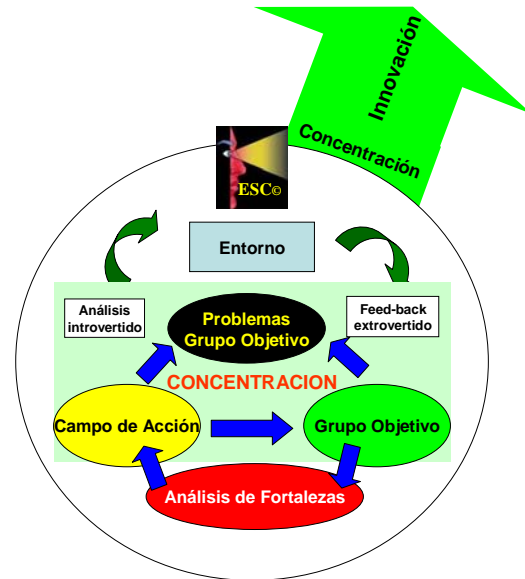 Innovación
Concentración
ESC©
Entorno
Análisis
introvertido
Feed-back
extrovertido
Problemas
Grupo Objetivo
CONCENTRACION
Campo de Acción
Grupo Objetivo
Análisis de Fortalezas